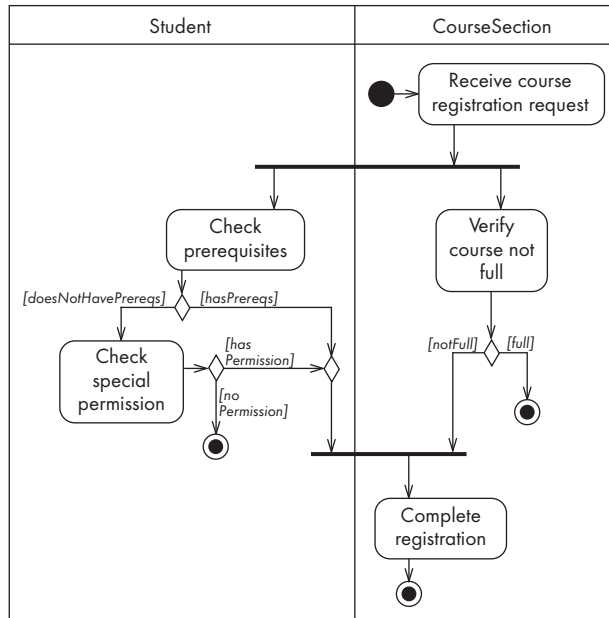 Student
CourseSection
Receive course
registration request
Check
prerequisites
Verify
course not
full
[doesNotHavePrereqs]
[hasPrereqs]
Check
special
permission
[has
Permission]
[no
Permission]
[notFull]
[full]
Complete
registration